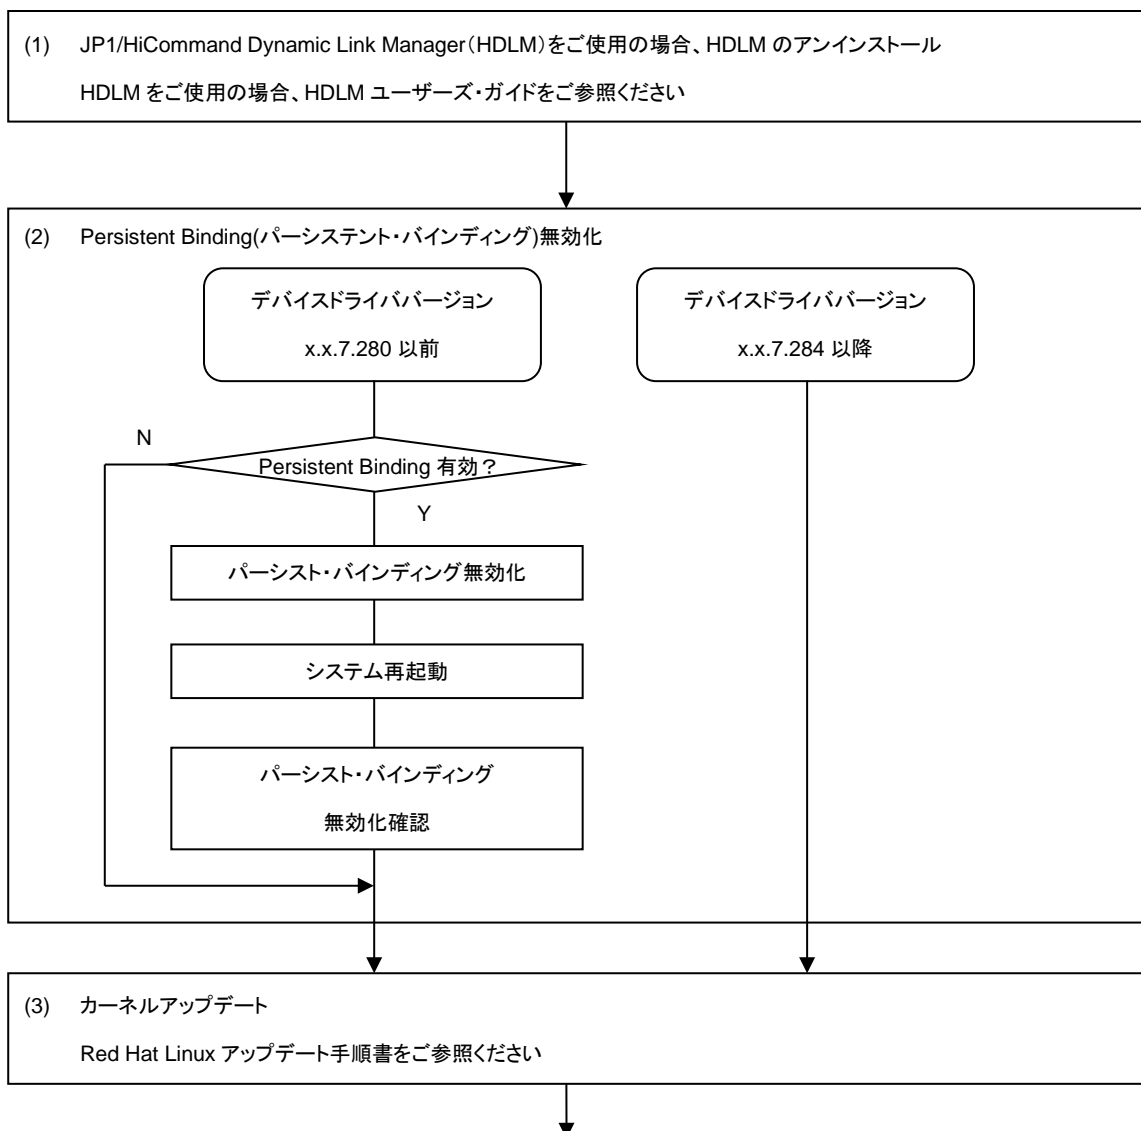 (1) JP1/HiCommand Dynamic Link Manager(HDLM)をご使用の場合、HDLM のアンインストール
HDLM をご使用の場合、HDLM ユーザーズ・ガイドをご参照ください
(2) Persistent Binding(パーシステント・バインディング)無効化
デバイスドライババージョン
x.x.7.280 以前
デバイスドライババージョン
x.x.7.284 以降
N
Persistent Binding 有効？
Y
パーシスト・バインディング無効化
システム再起動
パーシスト・バインディング
無効化確認
(3) カーネルアップデート
Red Hat Linux アップデート手順書をご参照ください